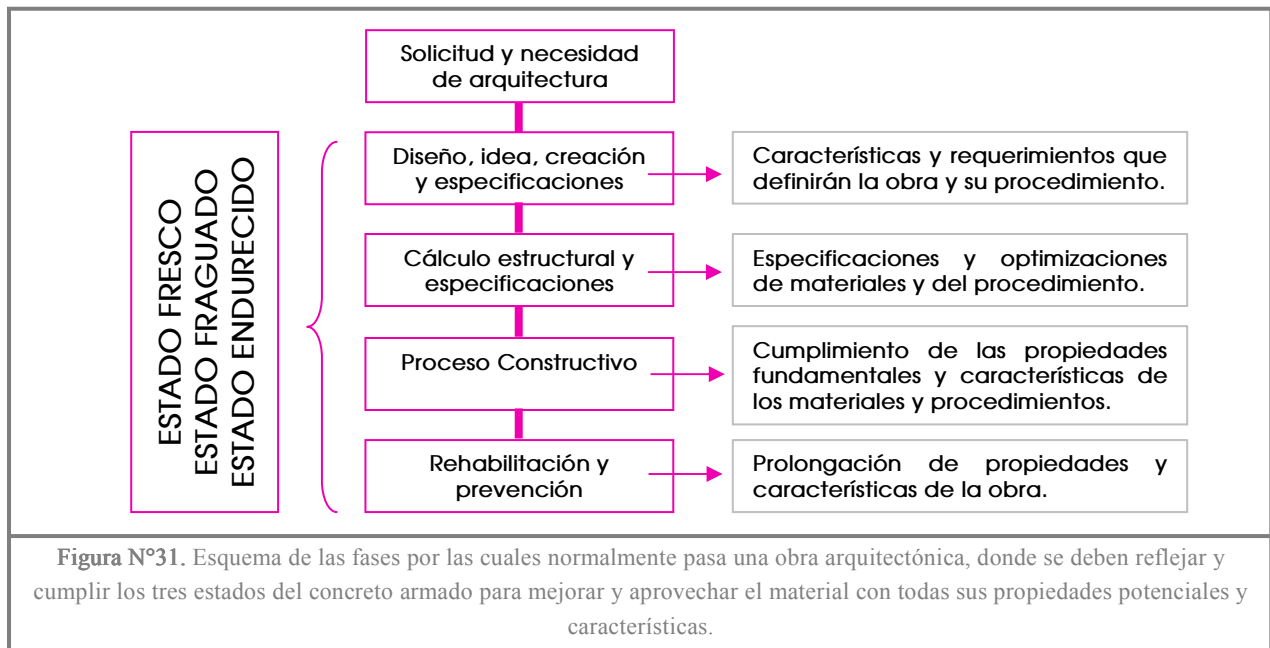 Solicitud y necesidad
de arquitectura
ESTADO FRESCO
ESTADO FRAGUADO
ESTADO ENDURECIDO
Diseño, idea, creación
y especificaciones
Características y requerimientos que
definirán la obra y su procedimiento.
Cálculo estructural y
especificaciones
Especificaciones y optimizaciones
de materiales y del procedimiento.
Proceso Constructivo
Cumplimiento de las propiedades
fundamentales y características de
los materiales y procedimientos.
Rehabilitación y
prevención
Prolongación de propiedades y
características de la obra.
Figura N°31. Esquema de las fases por las cuales normalmente pasa una obra arquitectónica, donde se deben reflejar y
cumplir los tres estados del concreto armado para mejorar y aprovechar el material con todas sus propiedades potenciales y
características.